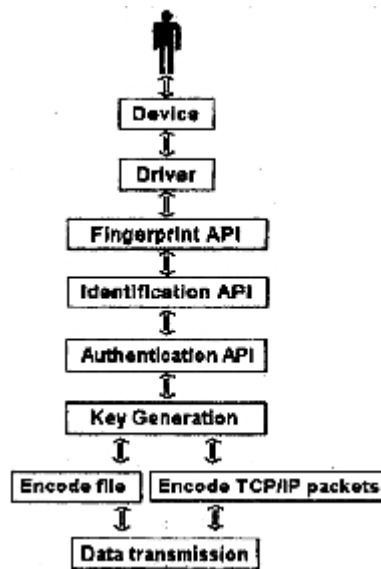 Device
Driver
Fingerprint API
Identification API
Authentication API
Key Generation
Encode file
Encode TCP/IP packets
Data transmission